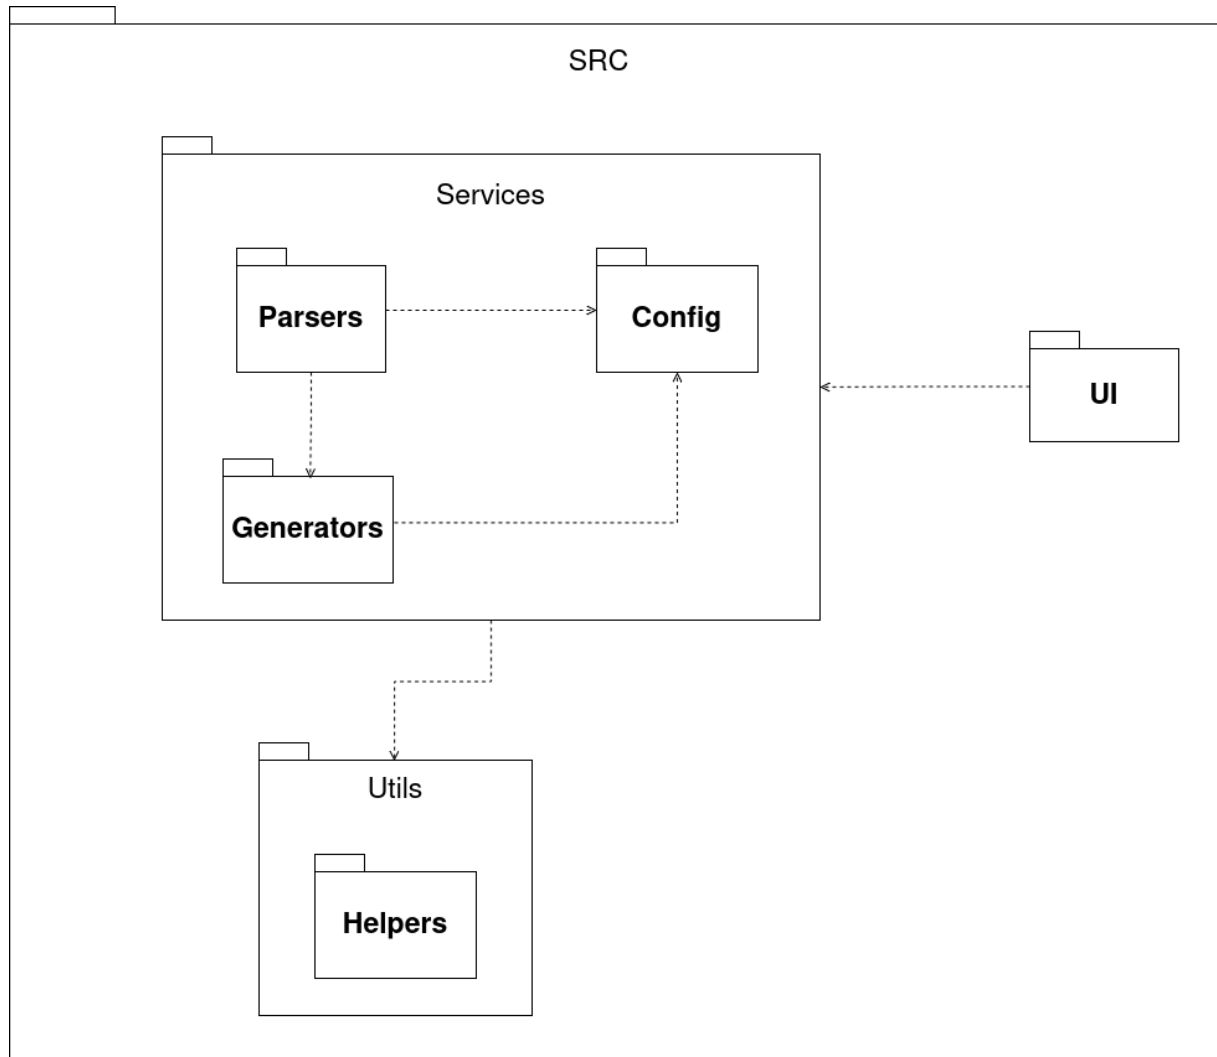 SRC
Services
Parsers
Config
UI
Generators
Utils
Helpers